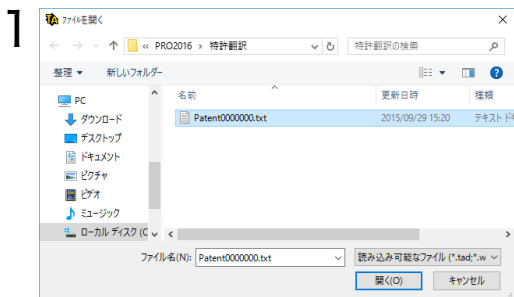 1
ファイルを開く
« PRO2016 › 特許翻訳
特許翻訳の検索
整理 新しいフォルダー
名前 更新日時 種類
PC
ダウンロード
デスクトップ
ドキュメント
ピクチャ
ビデオ
ミュージック
ローカル ディスク (C
Patent0000000.txt 2015/09/29 15:20 テキスト
ファイル名(N): Patent0000000.txt 読み込み可能なファイル (*.tad;*.w
開く(O) キャンセル